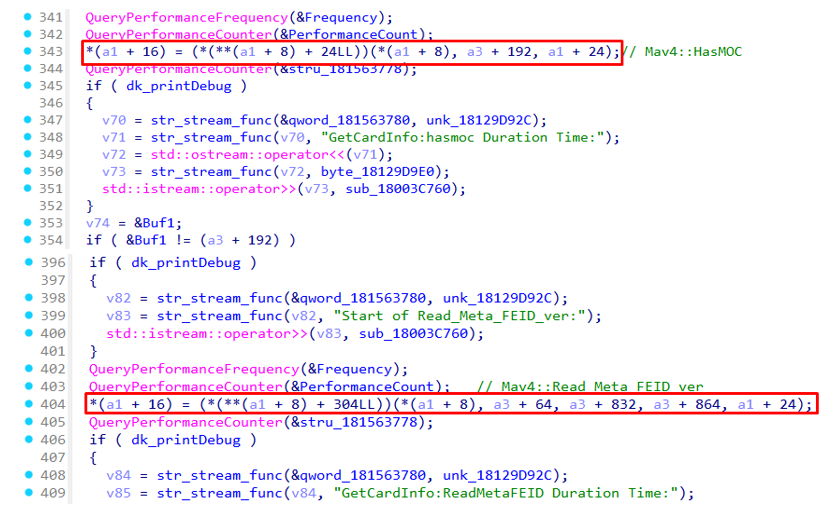 341 QueryPerformanceFrequency(&Frequency);
342 QueryPerformanceCounter(&PerformanceCount);
343 *(a1 + 16) = (*(**(a1 + 8) + 24LL))(*(a1 + 8), a3 + 192, a1 + 24);// Mav4::HasMOC
344 QueryPerformanceCounter(&stru_181563778);
345 if ( dk_printDebug )
346 {
347 v70 = str_stream_func(&qword_181563780, unk_18129D92C);
348 v71 = str_stream_func(v70, "GetCardInfo:hasmoc Duration Time:");
349 v72 = std::ostream::operator<<(v71);
350 v73 = str_stream_func(v72, byte_18129D9E0);
351 std::istream::operator>>(v73, sub_18003C760);
352 }
353 v74 = &Buf1;
354 if ( &Buf1 != (a3 + 192) )
396 if ( dk_printDebug )
397 {
398 v82 = str_stream_func(&qword_181563780, unk_18129D92C);
399 v83 = str_stream_func(v82, "Start of Read_Meta_FEID_ver:");
400 std::istream::operator>>(v83, sub_18003C760);
401 }
402 QueryPerformanceFrequency(&Frequency);
403 QueryPerformanceCounter(&PerformanceCount); // Mav4::Read Meta FEID ver
404 *(a1 + 16) = (*(**(a1 + 8) + 304LL))(*(a1 + 8), a3 + 64, a3 + 832, a3 + 864, a1 + 24);
405 QueryPerformanceCounter(&stru_181563778);
406 if ( dk_printDebug )
407 {
408 v84 = str_stream_func(&qword_181563780, unk_18129D92C);
409 v85 = str_stream_func(v84, "GetCardInfo:ReadMetaFEID Duration Time:");